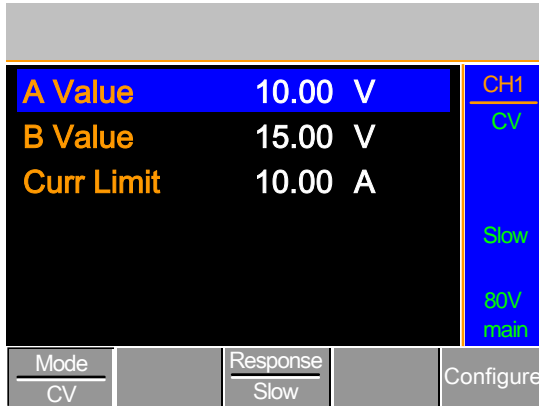 A Value 10.00 V
B Value 15.00 V
Curr Limit 10.00 A
CH1
CV
Slow
80V
main
Mode
CV
Response
Slow
Configure